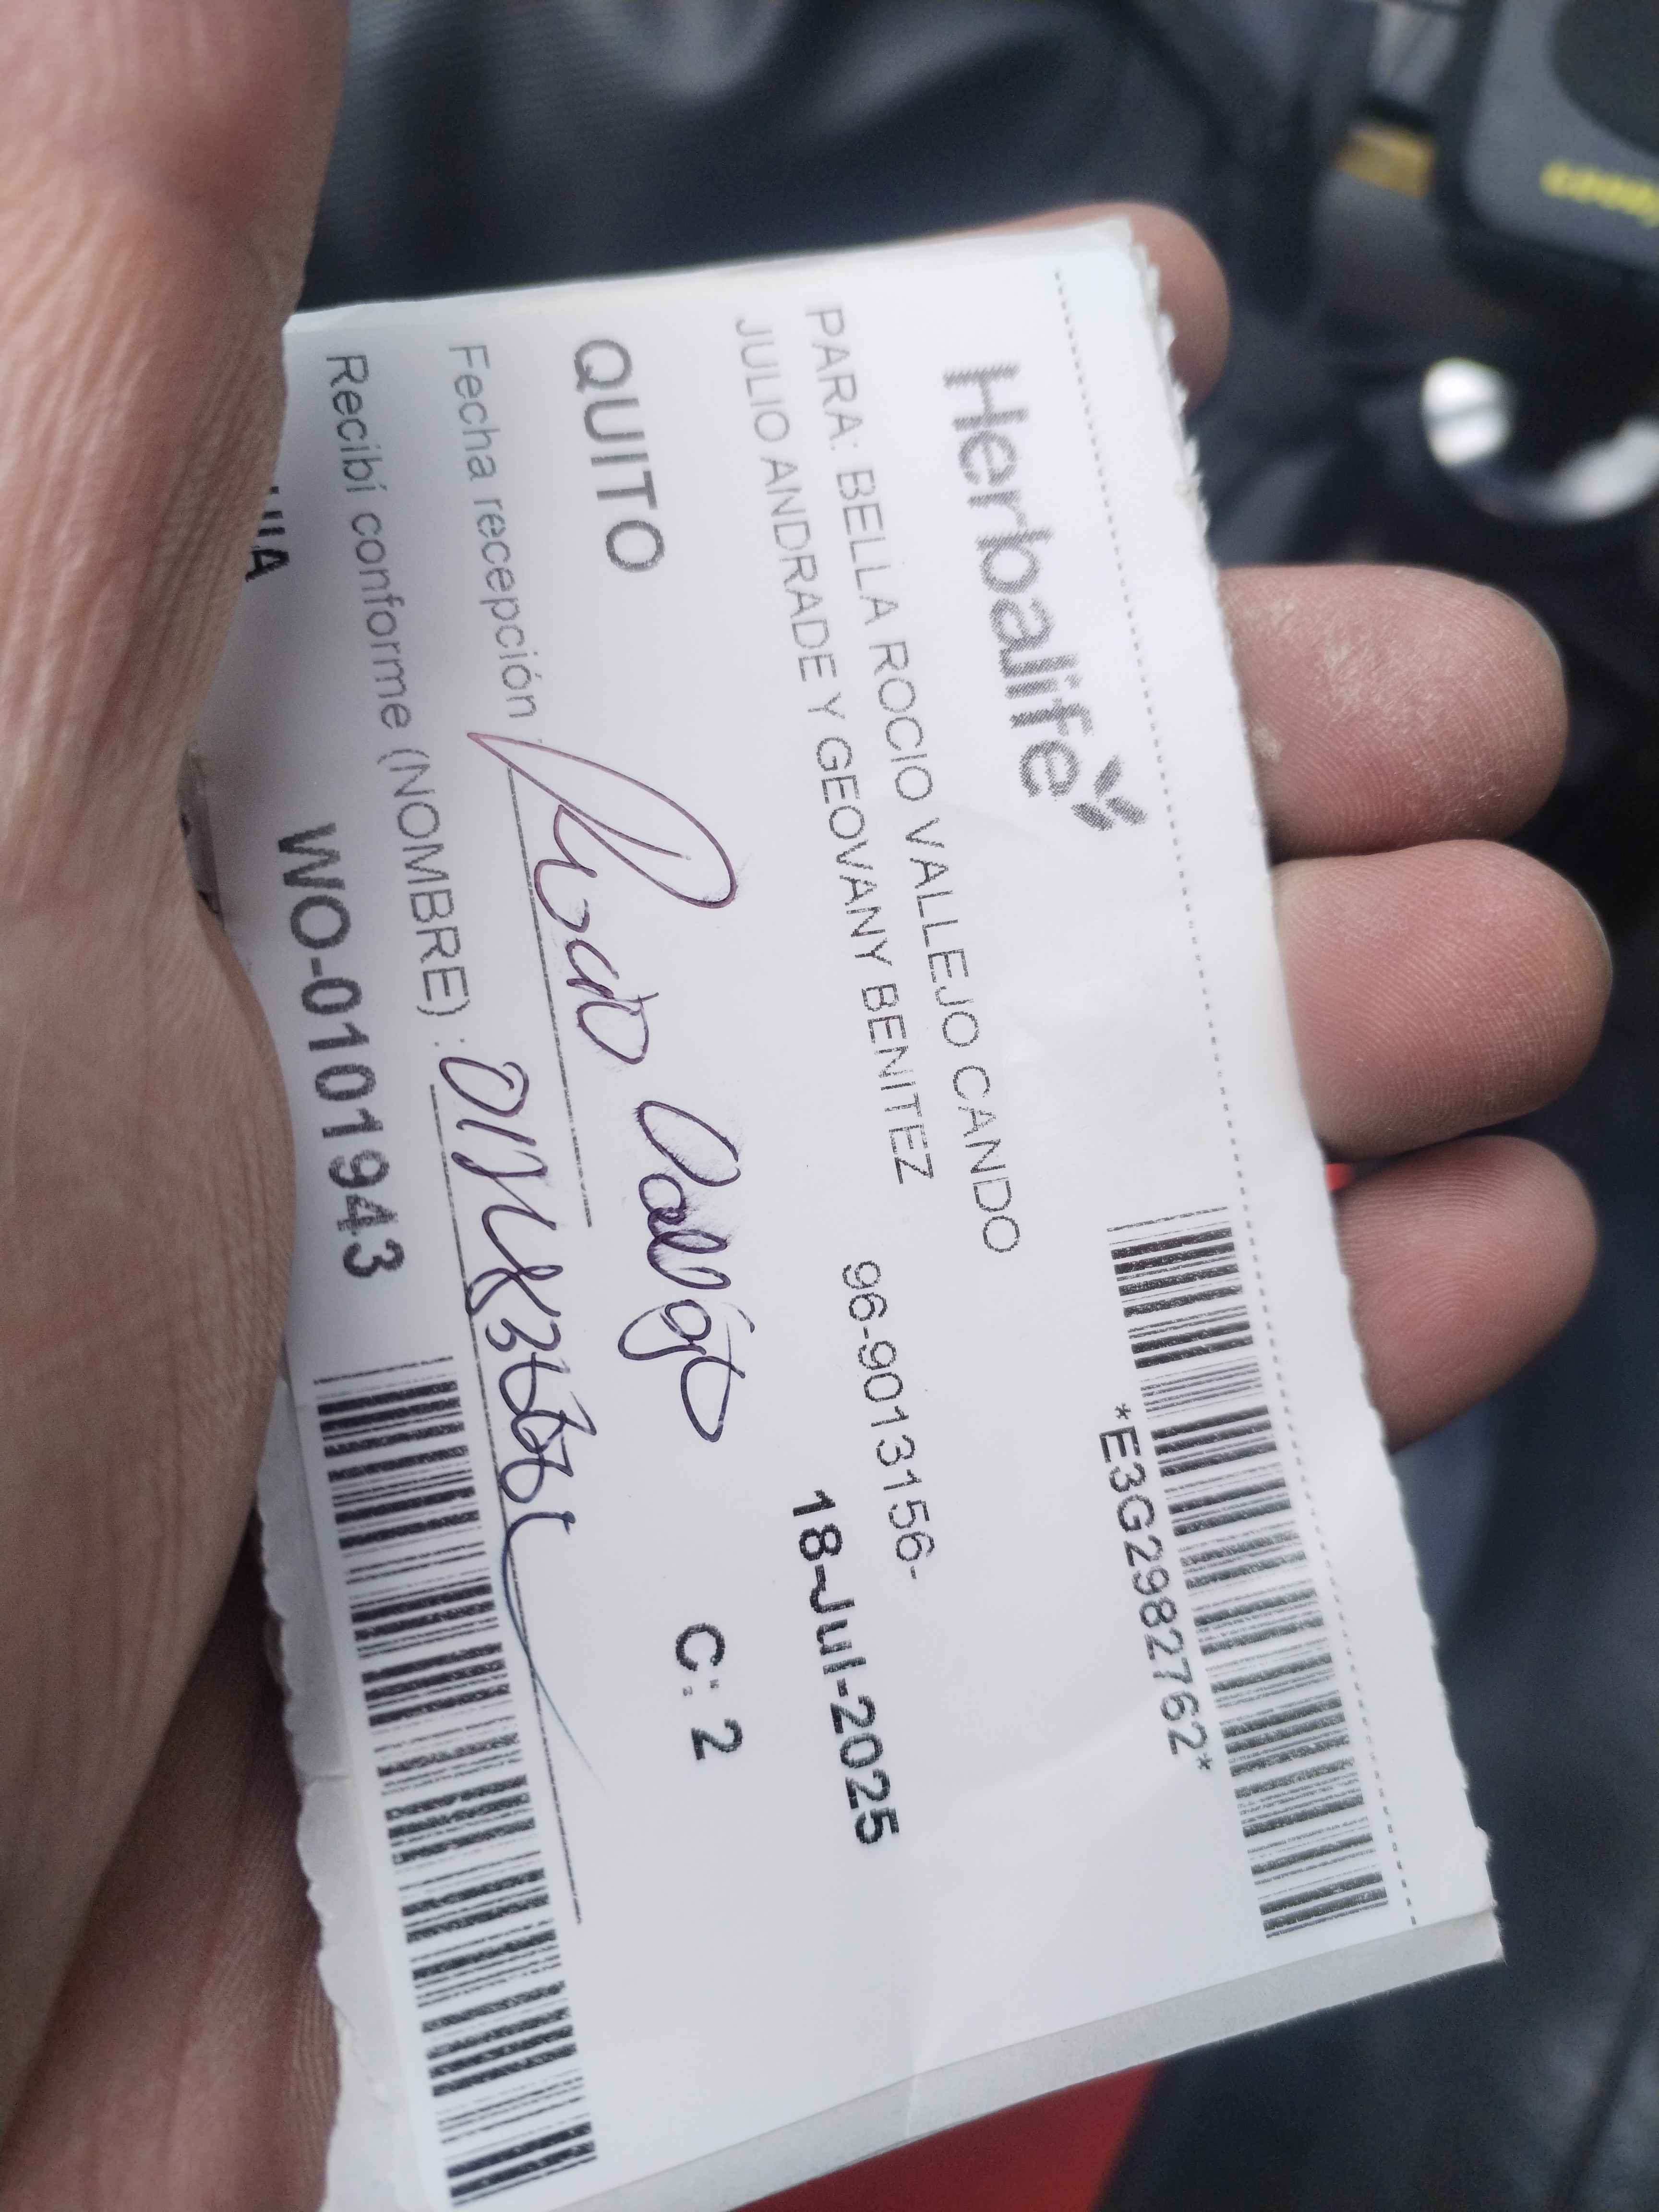 Herbalife
*E3G2982762*
PARA: BELLA ROCIO VALLEJO CANDO
JULIO ANDRADE Y GEOVANY BENITEZ 96-9013156-
18-Jul-2025
QUITO C: 2
Fecha recepción
Recibí conforme (NOMBRE) :
WO-0101943